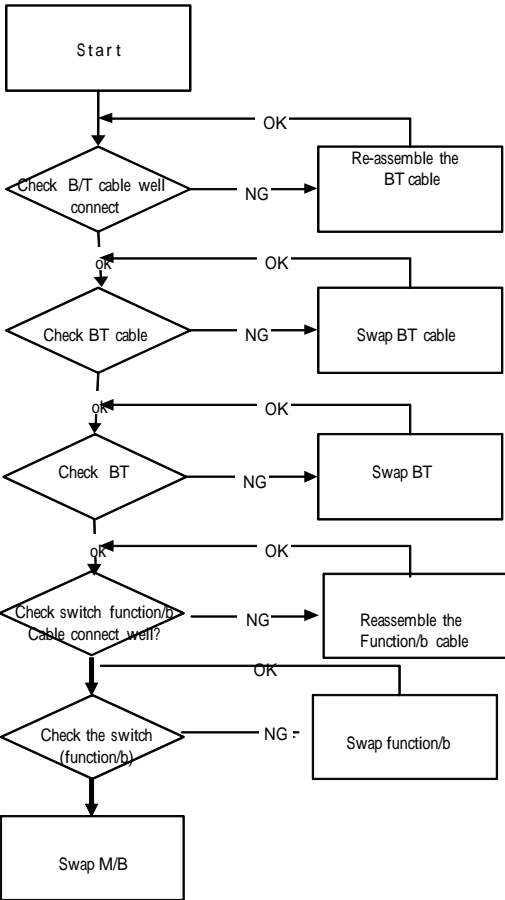 Start
OK
Check B/T cable well
connect
NG
Re-assemble the
BT cable
ok
OK
Check BT cable
NG
Swap BT cable
ok
OK
Check BT
NG
Swap BT
ok
OK
Check switch function/b
Cable connect well?
NG
Reassemble the
Function/b cable
OK
Check the switch
(function/b)
NG :
Swap function/b
Swap M/B